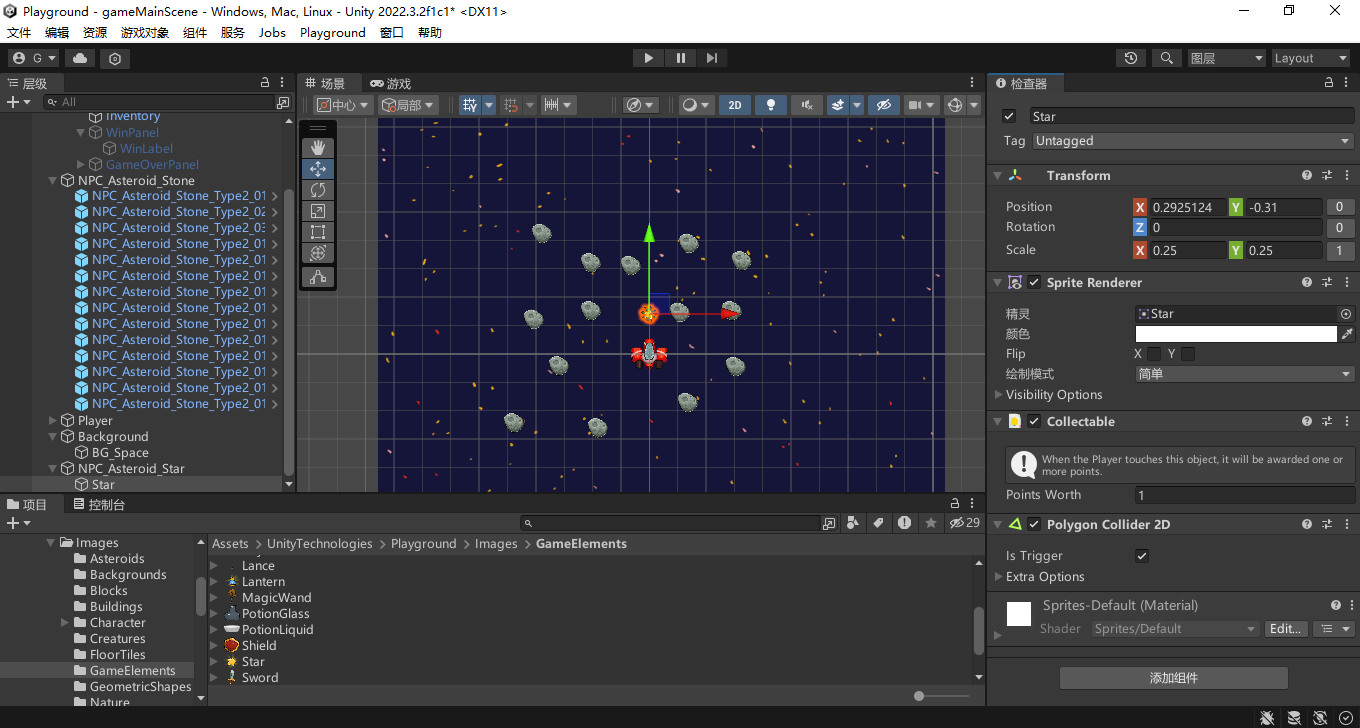 Playground - gameMainScene - Windows, Mac, Linux - Unity 2022.3.2f1c1* <DX11>
文件 编辑 资源 游戏对象 组件 服务 Jobs Playground 窗口 帮助
G
图层 Layout
层级
All
Inventory
WinPanel
WinLabel
GameOverPanel
NPC_Asteroid_Stone
NPC_Asteroid_Stone_Type2_01
NPC_Asteroid_Stone_Type2_02
NPC_Asteroid_Stone_Type2_03
NPC_Asteroid_Stone_Type2_01
NPC_Asteroid_Stone_Type2_01
NPC_Asteroid_Stone_Type2_01
NPC_Asteroid_Stone_Type2_01
NPC_Asteroid_Stone_Type2_01
NPC_Asteroid_Stone_Type2_01
NPC_Asteroid_Stone_Type2_01
NPC_Asteroid_Stone_Type2_01
NPC_Asteroid_Stone_Type2_01
NPC_Asteroid_Stone_Type2_01
NPC_Asteroid_Stone_Type2_01
Player
Background
BG_Space
NPC_Asteroid_Star
Star
场景 游戏
中心 局部 2D
检查器
Star
Tag Untagged
Transform
Position X 0.2925124 Y -0.31 0
Rotation Z 0 0
Scale X 0.25 Y 0.25 1
Sprite Renderer
精灵 Star
颜色
Flip X Y
绘制模式 简单
Visibility Options
Collectable
When the Player touches this object, it will be awarded one or
more points.
Points Worth 1
Polygon Collider 2D
Is Trigger
Extra Options
Sprites-Default (Material)
Shader Sprites/Default Edit...
添加组件
项目 控制台
29
Images
Asteroids
Backgrounds
Blocks
Buildings
Character
Creatures
FloorTiles
GameElements
GeometricShapes
Nature
Assets > UnityTechnologies > Playground > Images > GameElements
Lance
Lantern
MagicWand
PotionGlass
PotionLiquid
Shield
Star
Sword